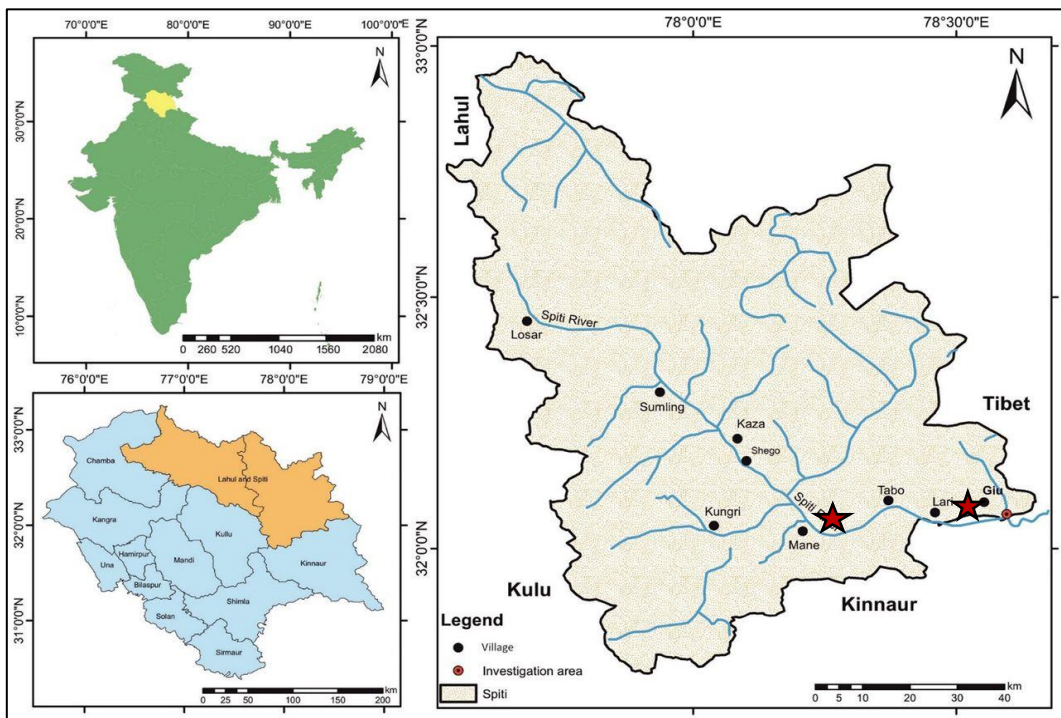 70°0'0"E 80°0'0"E 90°0'0"E 100°0'0"E
N
30°0'0"N
20°0'0"N
10°0'0"N
km
0 260 520 1040 1560 2080
76°0'0"E 77°0'0"E 78°0'0"E 79°0'0"E
N
33°0'0"N
32°0'0"N
31°0'0"N
Chamba
Lahul and Spiti
Kangra
Kullu
Hamirpur
Mandi
Kinnaur
Una
Bilaspur
Shimla
Solan
Sirmaur
km
0 25 50 100 150 200
78°0'0"E 78°30'0"E
33°0'0"N
32°30'0"N
32°0'0"N
N
Lahul
Spiti River
Losar
Sumling
Tibet
Kaza
Shego
Giu
Tabo
Lari
Spiti
Kungri
Mane
Kulu
Kinnaur
Legend
Village
Investigation area
Spiti
km
0 5 10 20 30 40